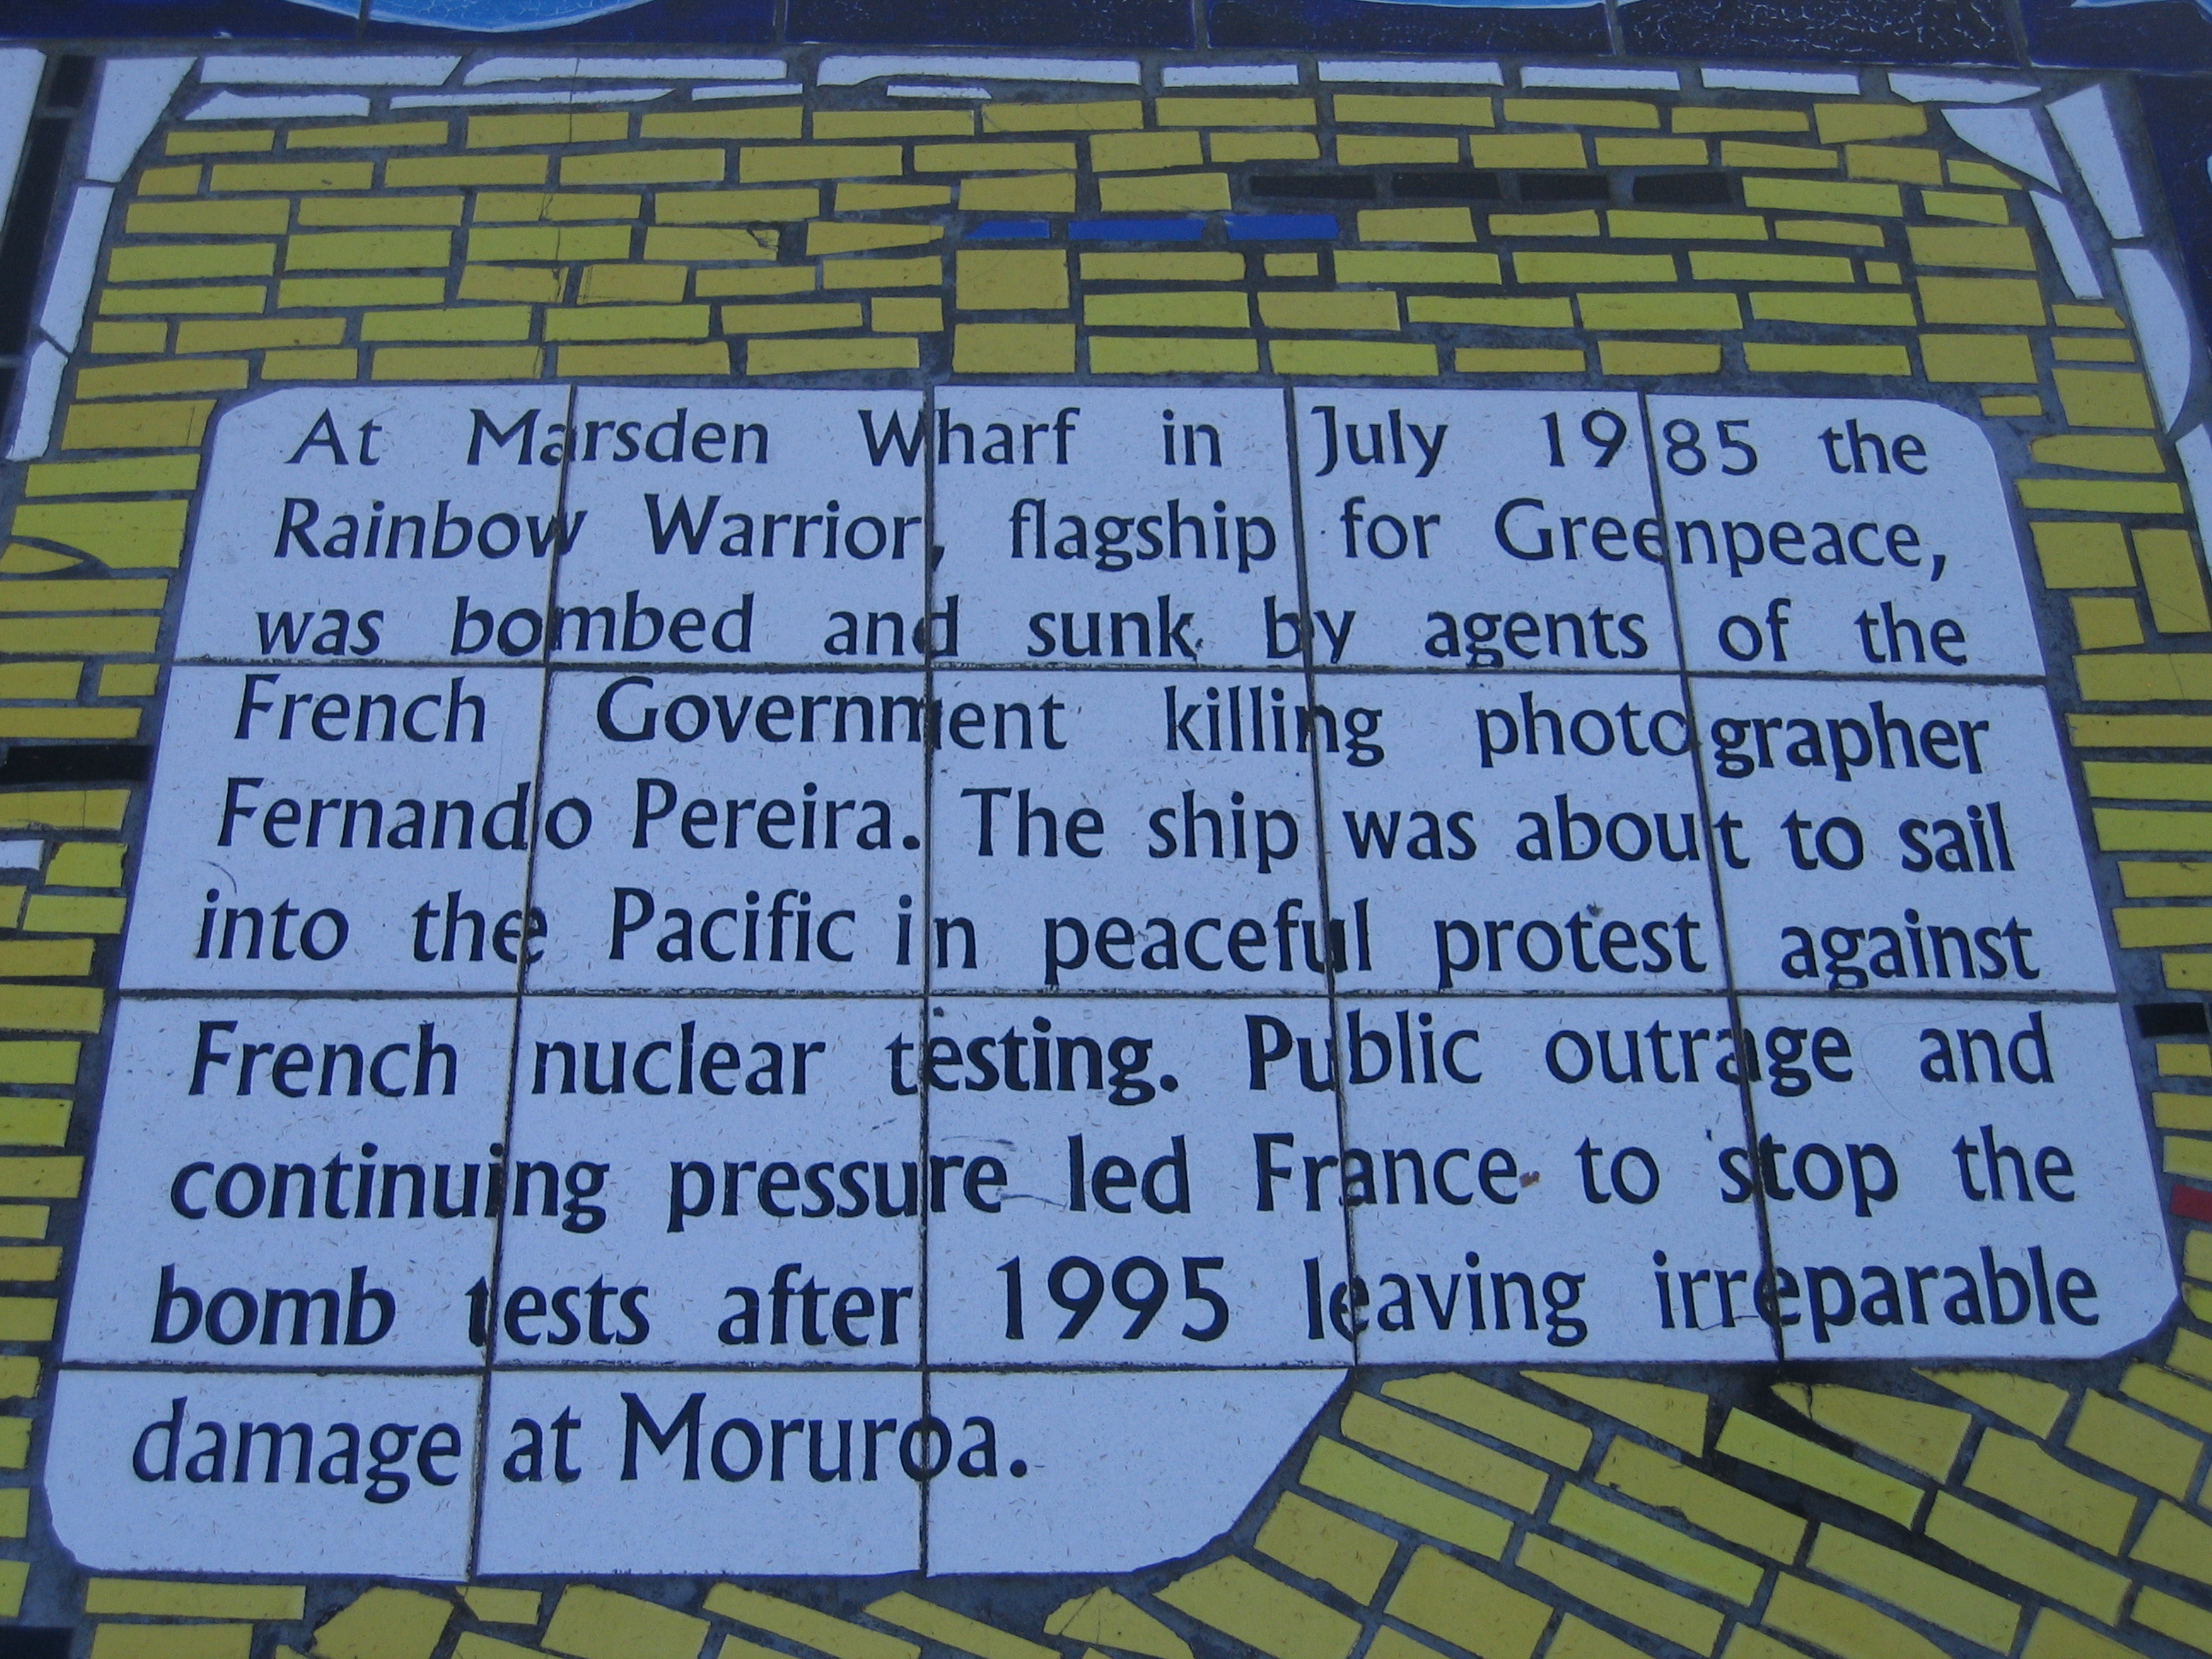 At Marsden Wharf in July 1985 the
Rainbow Warrior, flagship for Greenpeace,
was bombed and sunk by agents of the
French Government killing photographer
Fernando Pereira. The ship was about to sail
into the Pacific in peaceful protest against
French nuclear testing. Public outrage and
continuing pressure led France to stop the
bomb tests after 1995 leaving irreparable
damage at Moruroa.